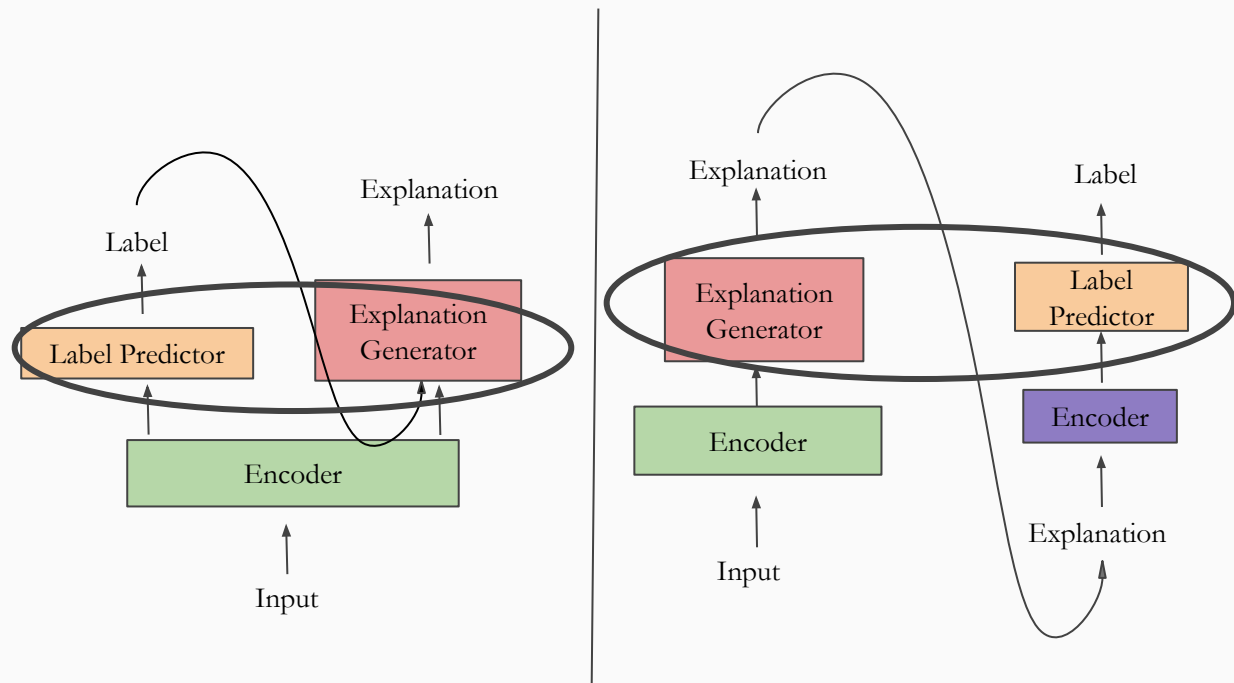 Explanation
Label
Label Predictor
Explanation
Generator
Encoder
Input
Explanation
Label
Explanation
Generator
Label
Predictor
Encoder
Encoder
Explanation
Input